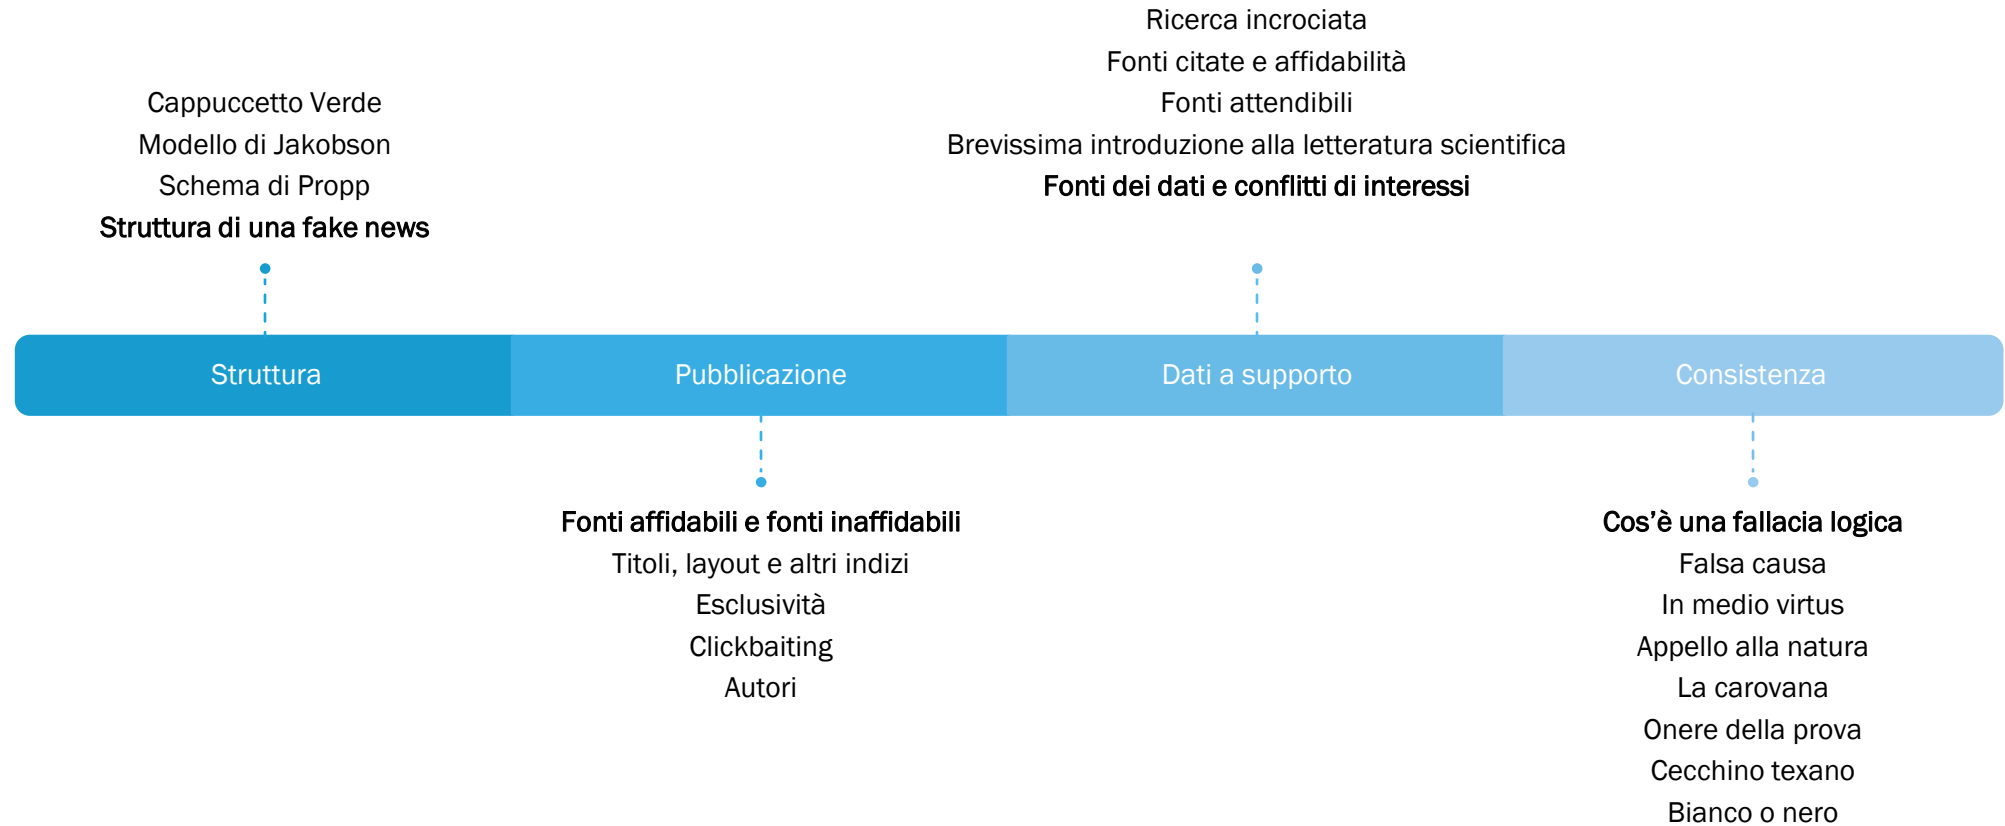 Ricerca incrociata
Fonti citate e affidabilità
Fonti attendibili
Brevissima introduzione alla letteratura scientifica
Fonti dei dati e conflitti di interessi
Cappuccetto Verde
Modello di Jakobson
Schema di Propp
Struttura di una fake news
Struttura
Pubblicazione
Dati a supporto
Consistenza
Fonti affidabili e fonti inaffidabili
Titoli, layout e altri indizi
Esclusività
Clickbaiting
Autori
Cos’è una fallacia logica
Falsa causa
In medio virtus
Appello alla natura
La carovana
Onere della prova
Cecchino texano
Bianco o nero